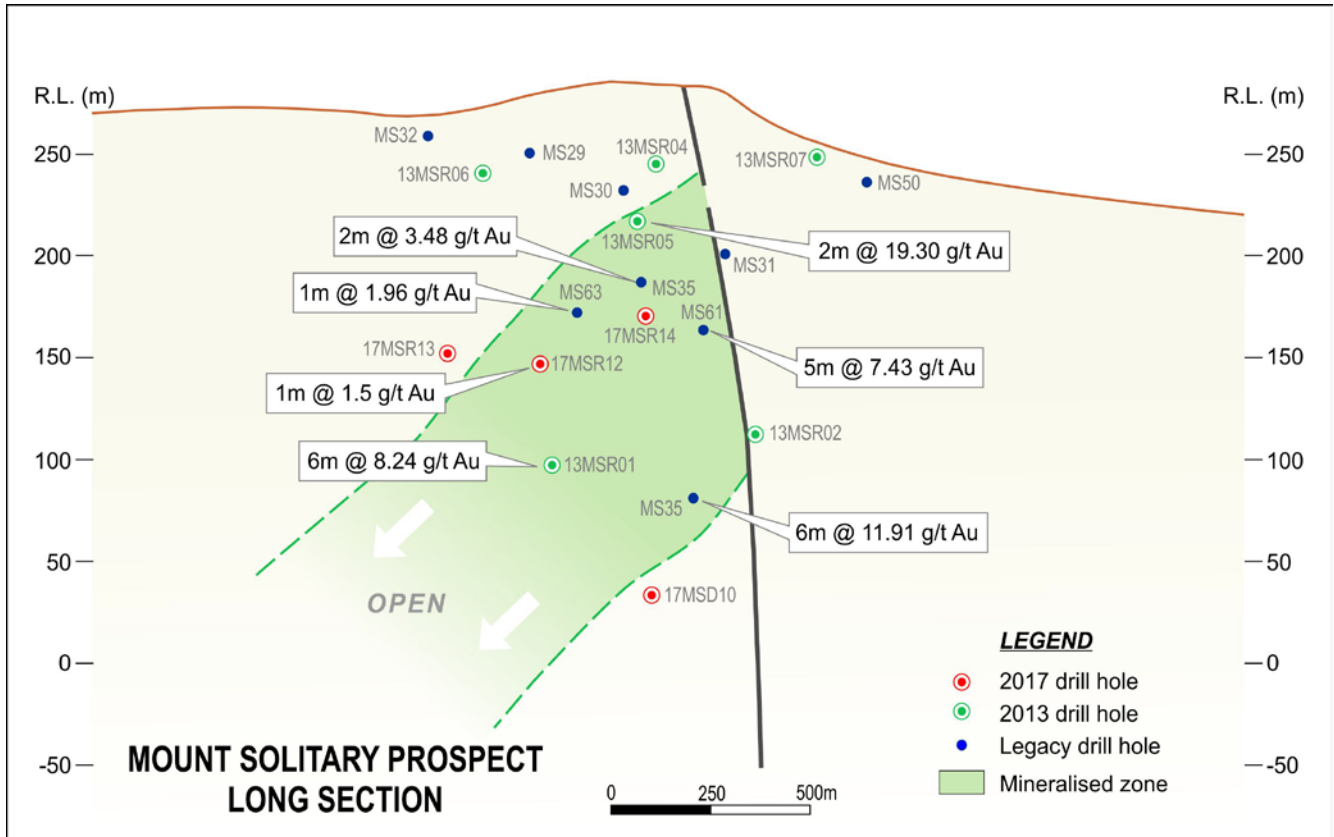 R.L. (m)
R.L. (m)
MS32
MS29
13MSR04
13MSR07
250
250
13MSR06
MS30
MS50
2m @ 3.48 g/t Au
13MSR05
2m @ 19.30 g/t Au
200
200
MS31
1m @ 1.96 g/t Au
MS63
MS35
MS61
17MSR14
17MSR13
150
150
17MSR12
5m @ 7.43 g/t Au
1m @ 1.5 g/t Au
13MSR02
6m @ 8.24 g/t Au
13MSR01
100
100
MS35
6m @ 11.91 g/t Au
50
50
OPEN
17MSD10
LEGEND
0
0
2017 drill hole
2013 drill hole
Legacy drill hole
Mineralised zone
-50
-50
MOUNT SOLITARY PROSPECT
LONG SECTION
0 250 500m